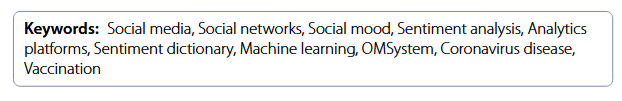 Keywords: Social media, Social networks, Social mood, Sentiment analysis, Analytics
platforms, Sentiment dictionary, Machine learning, OMSystem, Coronavirus disease,
Vaccination